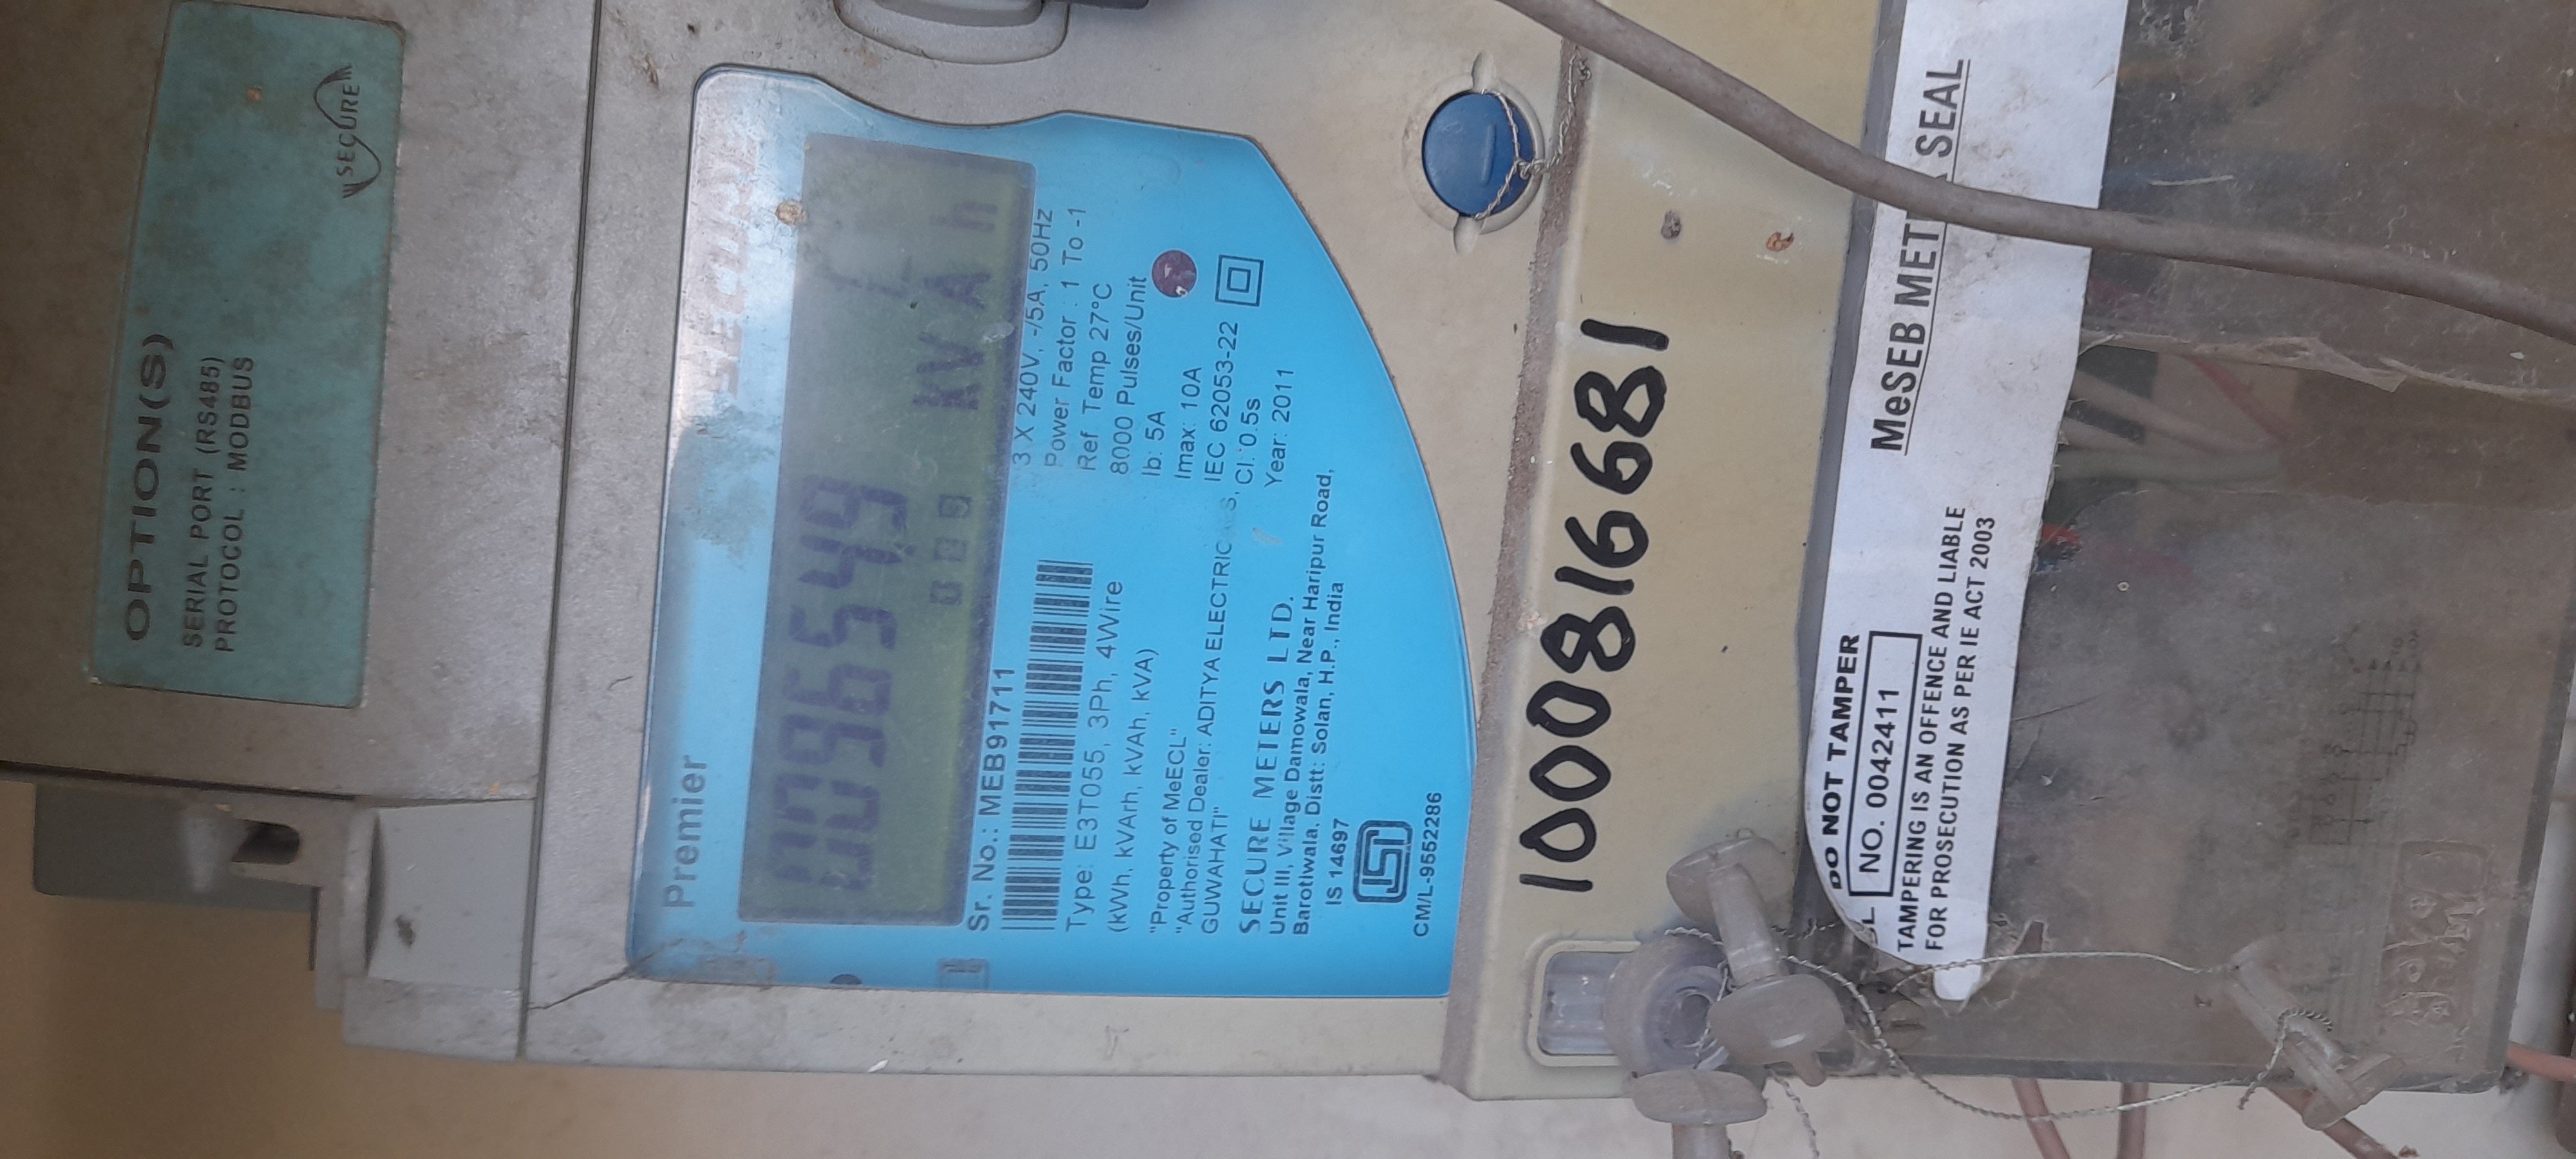 OPTION(S)
SERIAL PORT (RS485)
PROTOCOL : MODBUS
SECURE
Premier
SECURE
kVAh
Sr. No.: MEB91711
Type: E3T055, 3Ph, 4Wire
(kWh, kVArh, kVAh, kVA)
"Property of MeECL"
"Authorised Dealer: ADITYA ELECTRICALS,
GUWAHATI"
3 X 240V, -/5A, 50Hz
Power Factor : 1 To -1
Ref Temp 27°C
8000 Pulses/Unit
Ib: 5A
Imax: 10A
IEC 62053-22
Cl: 0.5s
Year: 2011
SECURE METERS LTD.
Unit III, Village Damowala, Near Haripur Road,
Barotiwala, Distt: Solan, H.P., India
IS 14697
CM/L-9552286
1000816681
MeSEB METER SEAL
DO NOT TAMPER
NO. 0042411
TAMPERING IS AN OFFENCE AND LIABLE
FOR PROSECUTION AS PER IE ACT 2003